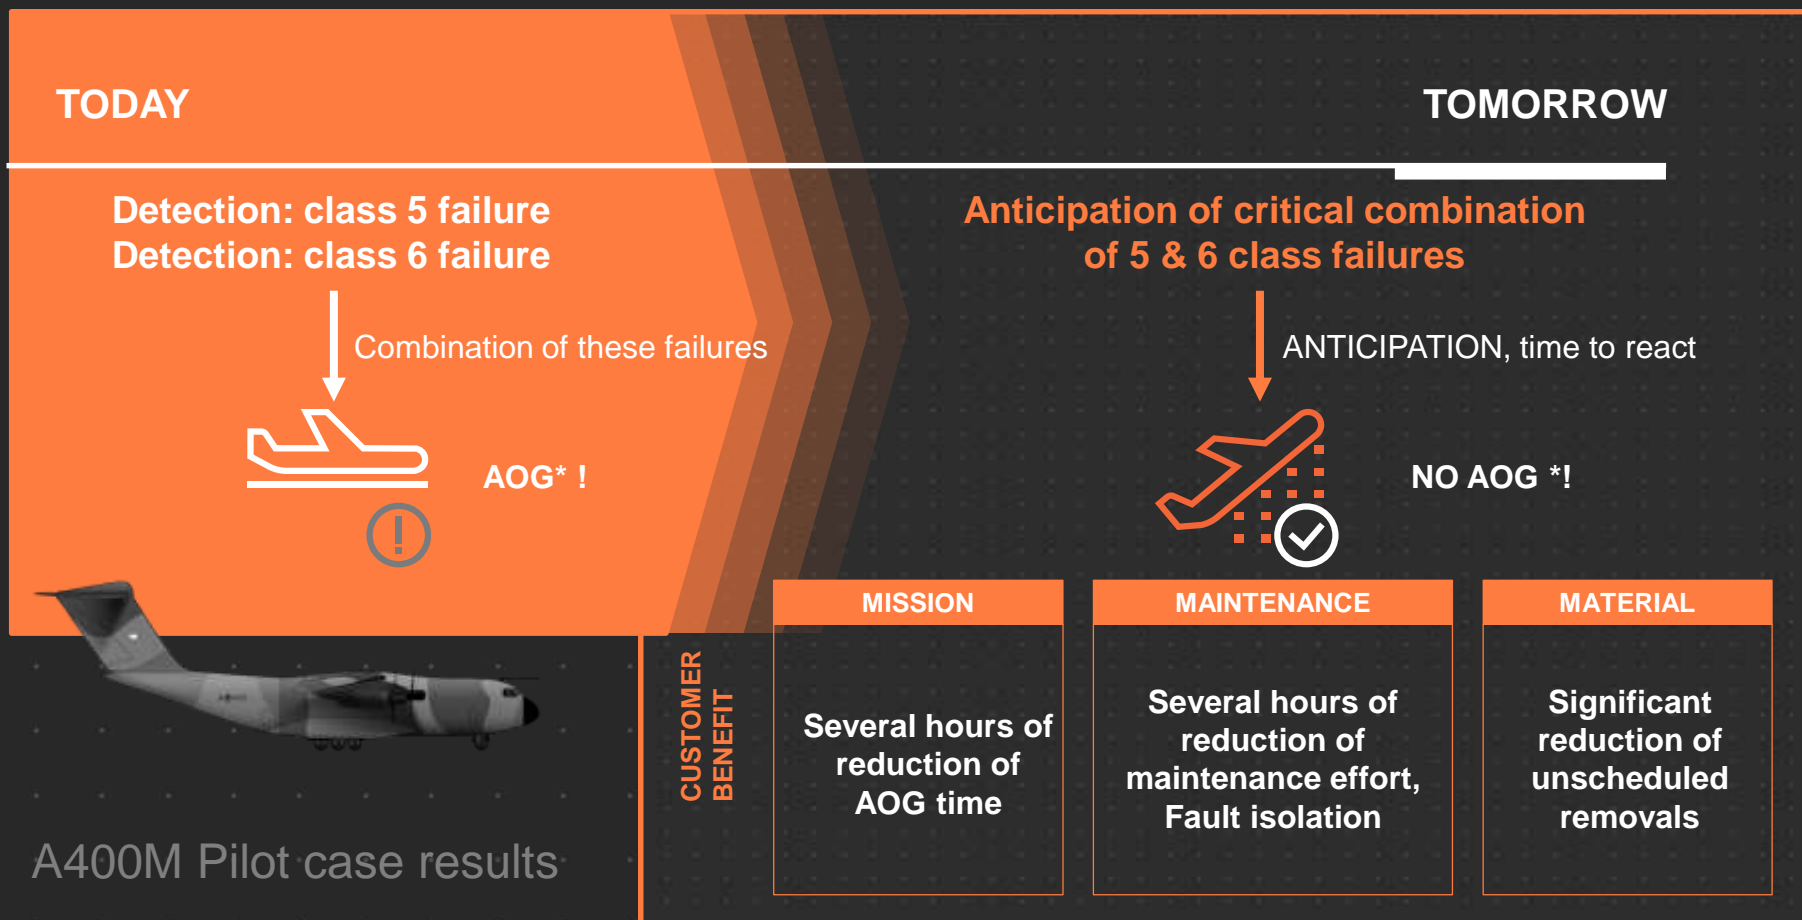 TODAY
TOMORROW
Detection: class 5 failure
Detection: class 6 failure
Combination of these failures
AOG* !
Anticipation of critical combination
of 5 & 6 class failures
ANTICIPATION, time to react
NO AOG *!
A400M Pilot case results
CUSTOMER
BENEFIT
MISSION
Several hours of
reduction of
AOG time
MAINTENANCE
Several hours of
reduction of
maintenance effort,
Fault isolation
MATERIAL
Significant
reduction of
unscheduled
removals